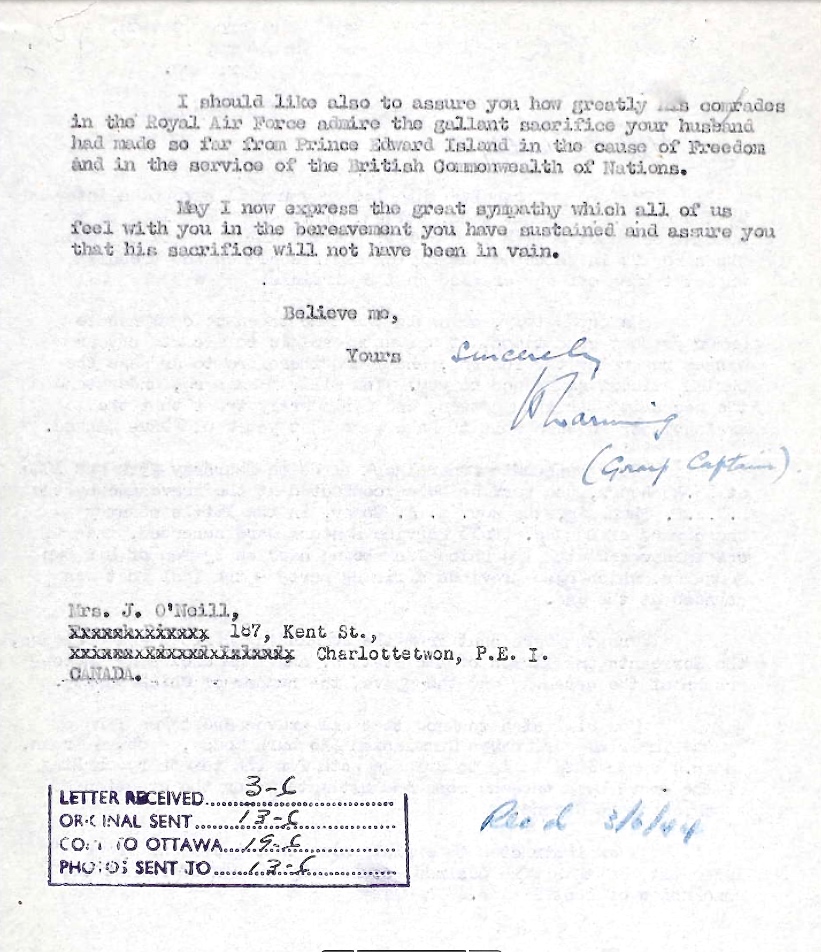 I should like also to assure you how greatly his comrades
in the Royal Air Force admire the gallant sacrifice your husband
had made so far from Prince Edward Island in the cause of Freedom
and in the service of the British Commonwealth of Nations.
May I now express the great sympathy which all of us
feel with you in the bereavement you have sustained and assure you
that his sacrifice will not have been in vain.
Believe me,
Yours sincerely
(Group Captain).
Mrs. J. O'Neill,
187, Kent St.,
Charlottetwon, P.E.I.
CANADA.
LETTER RECEIVED 3-6
ORIGINAL SENT 13-6
COPY TO OTTAWA 19-6
PHOTOS SENT TO 13-6
Rec'd 3/6/44